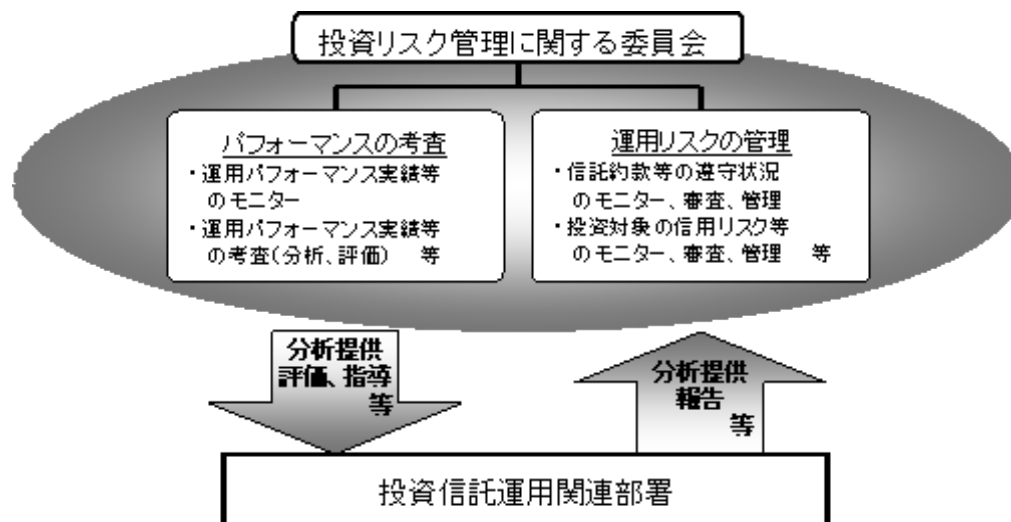 投資リスク管理に関する委員会
パフォーマンスの考査
・運用パフォーマンス実績等
のモニター
・運用パフォーマンス実績等
の考査(分析、評価) 等
運用リスクの管理
・信託約款等の遵守状況
のモニター、審査、管理
・投資対象の信用リスク等
のモニター、審査、管理 等
分析提供
評価、指導
等
分析提供
報告
等
投資信託運用関連部署